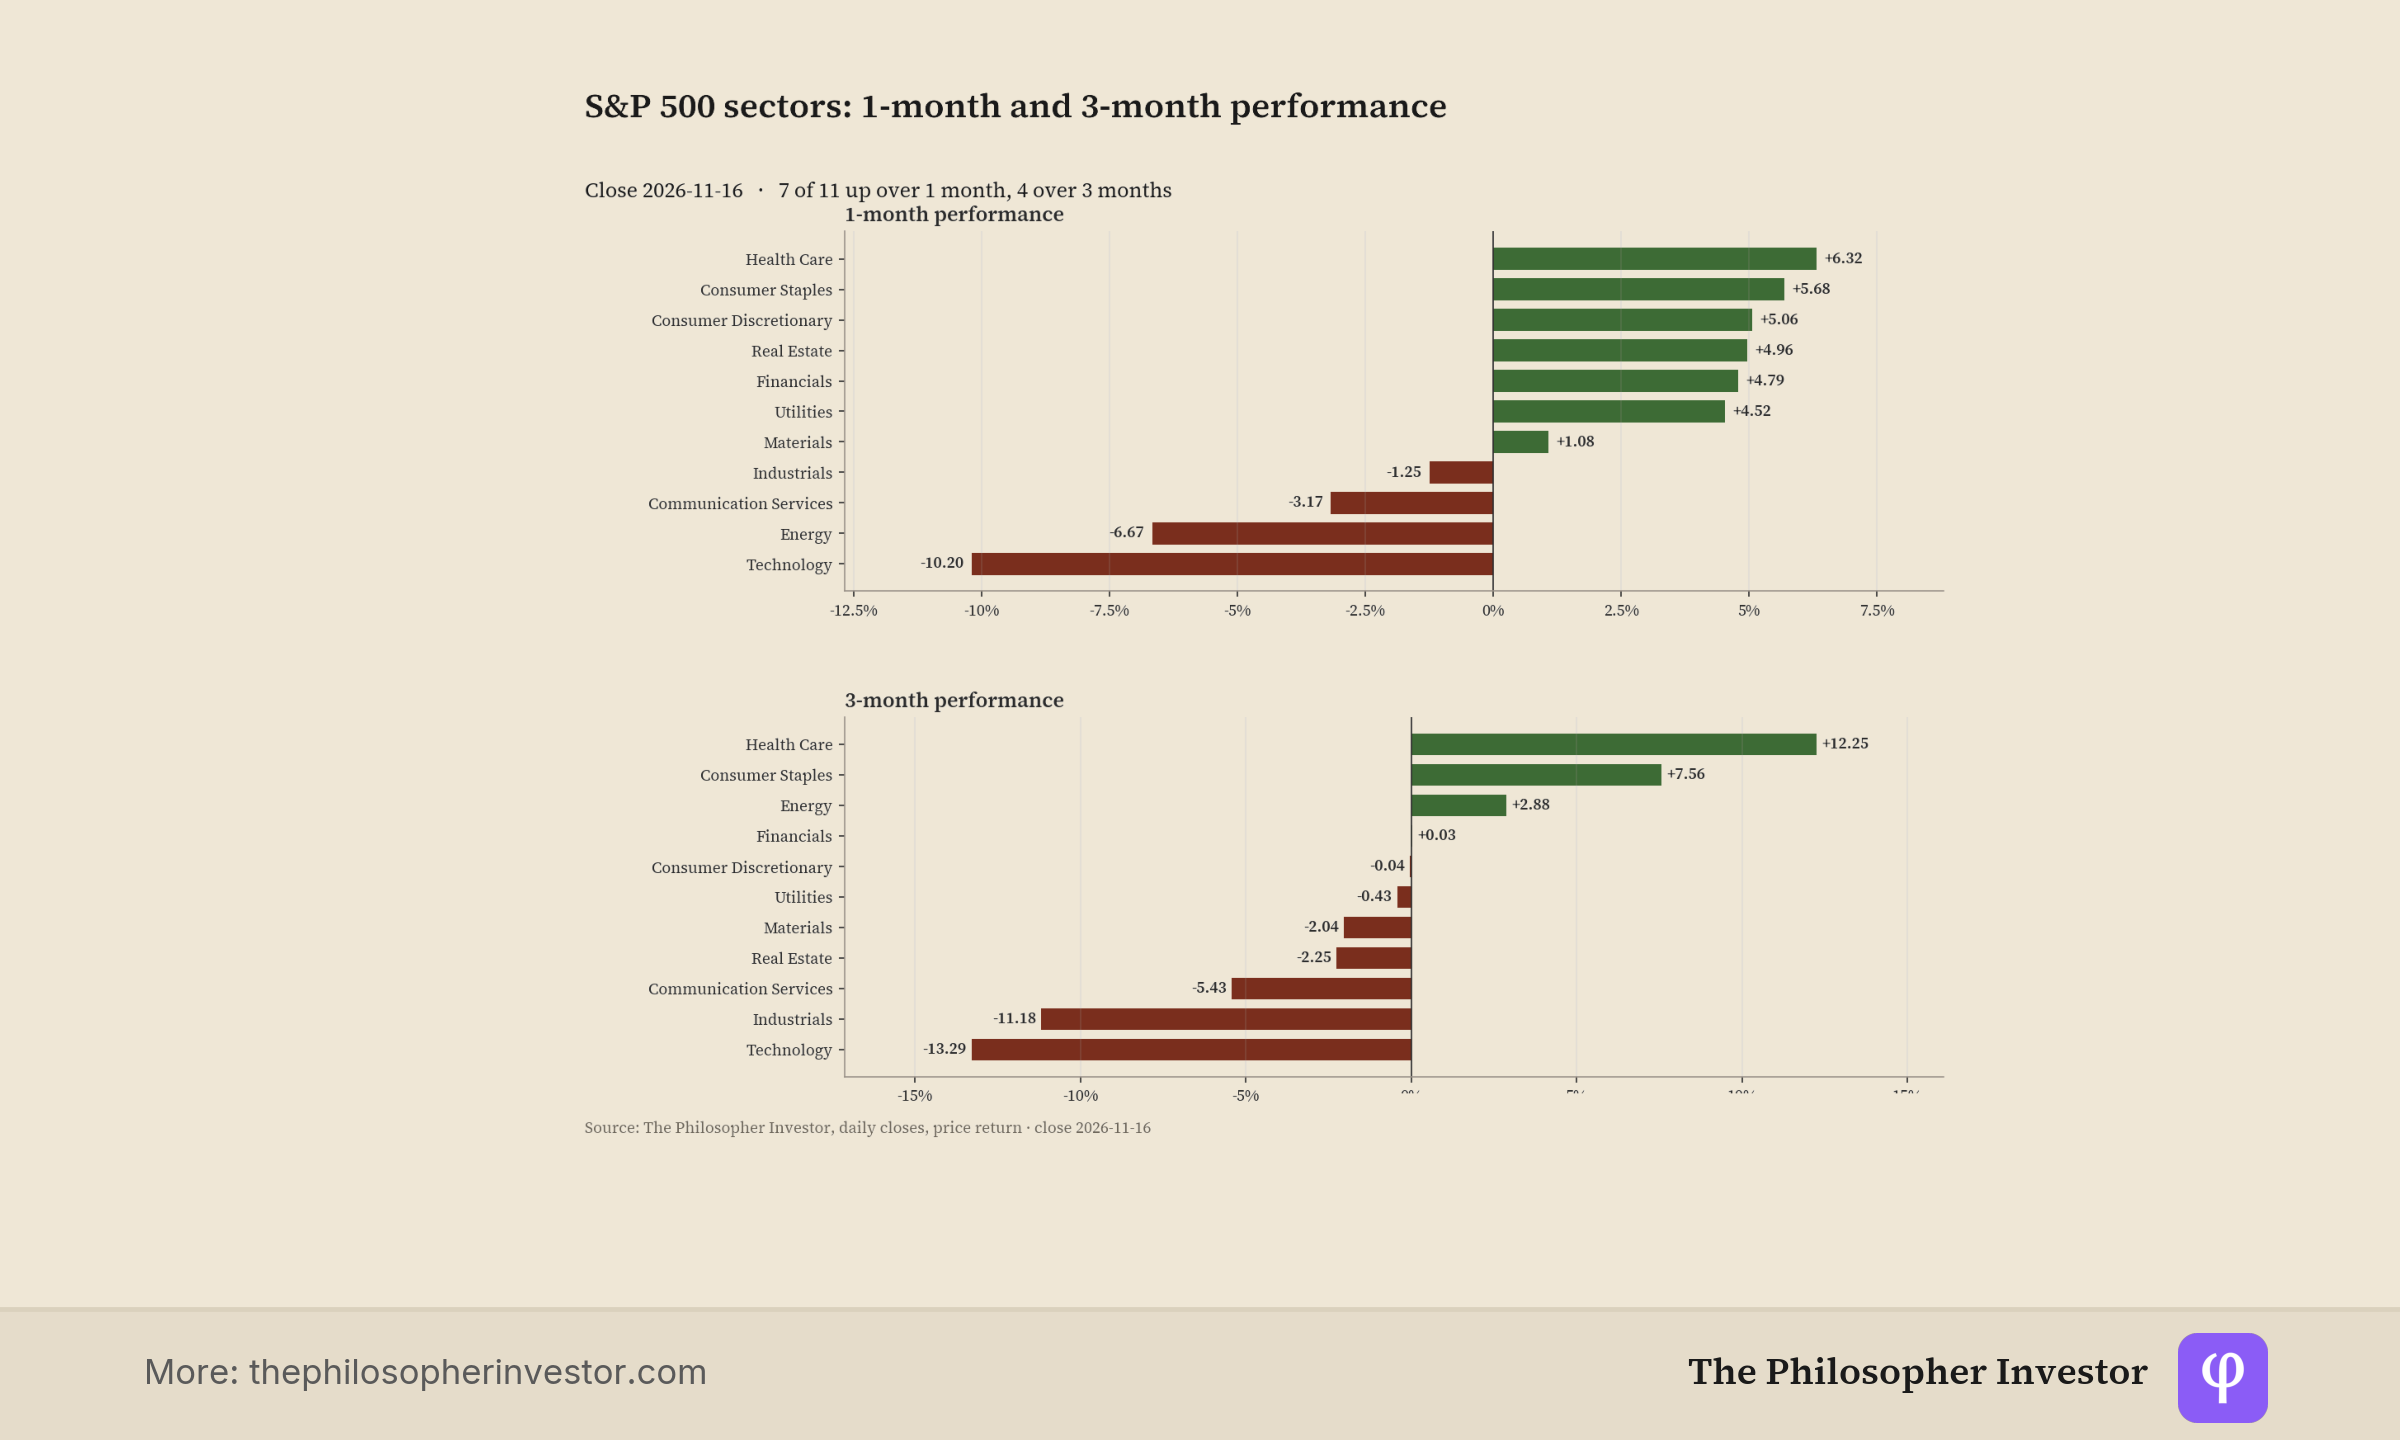 S&P 500 sectors: 1-month and 3-month performance
Close 2026-11-16 · 7 of 11 up over 1 month, 4 over 3 months
1-month performance
Health Care +6.32
Consumer Staples +5.68
Consumer Discretionary +5.06
Real Estate +4.96
Financials +4.79
Utilities +4.52
Materials +1.08
Industrials -1.25
Communication Services -3.17
Energy -6.67
Technology -10.20
-12.5% -10% -7.5% -5% -2.5% 0% 2.5% 5% 7.5%
3-month performance
Health Care +12.25
Consumer Staples +7.56
Energy +2.88
Financials +0.03
Consumer Discretionary -0.04
Utilities -0.43
Materials -2.04
Real Estate -2.25
Communication Services -5.43
Industrials -11.18
Technology -13.29
-15% -10% -5%
Source: The Philosopher Investor, daily closes, price return · close 2026-11-16
More: thephilosopherinvestor.com
The Philosopher Investor φ